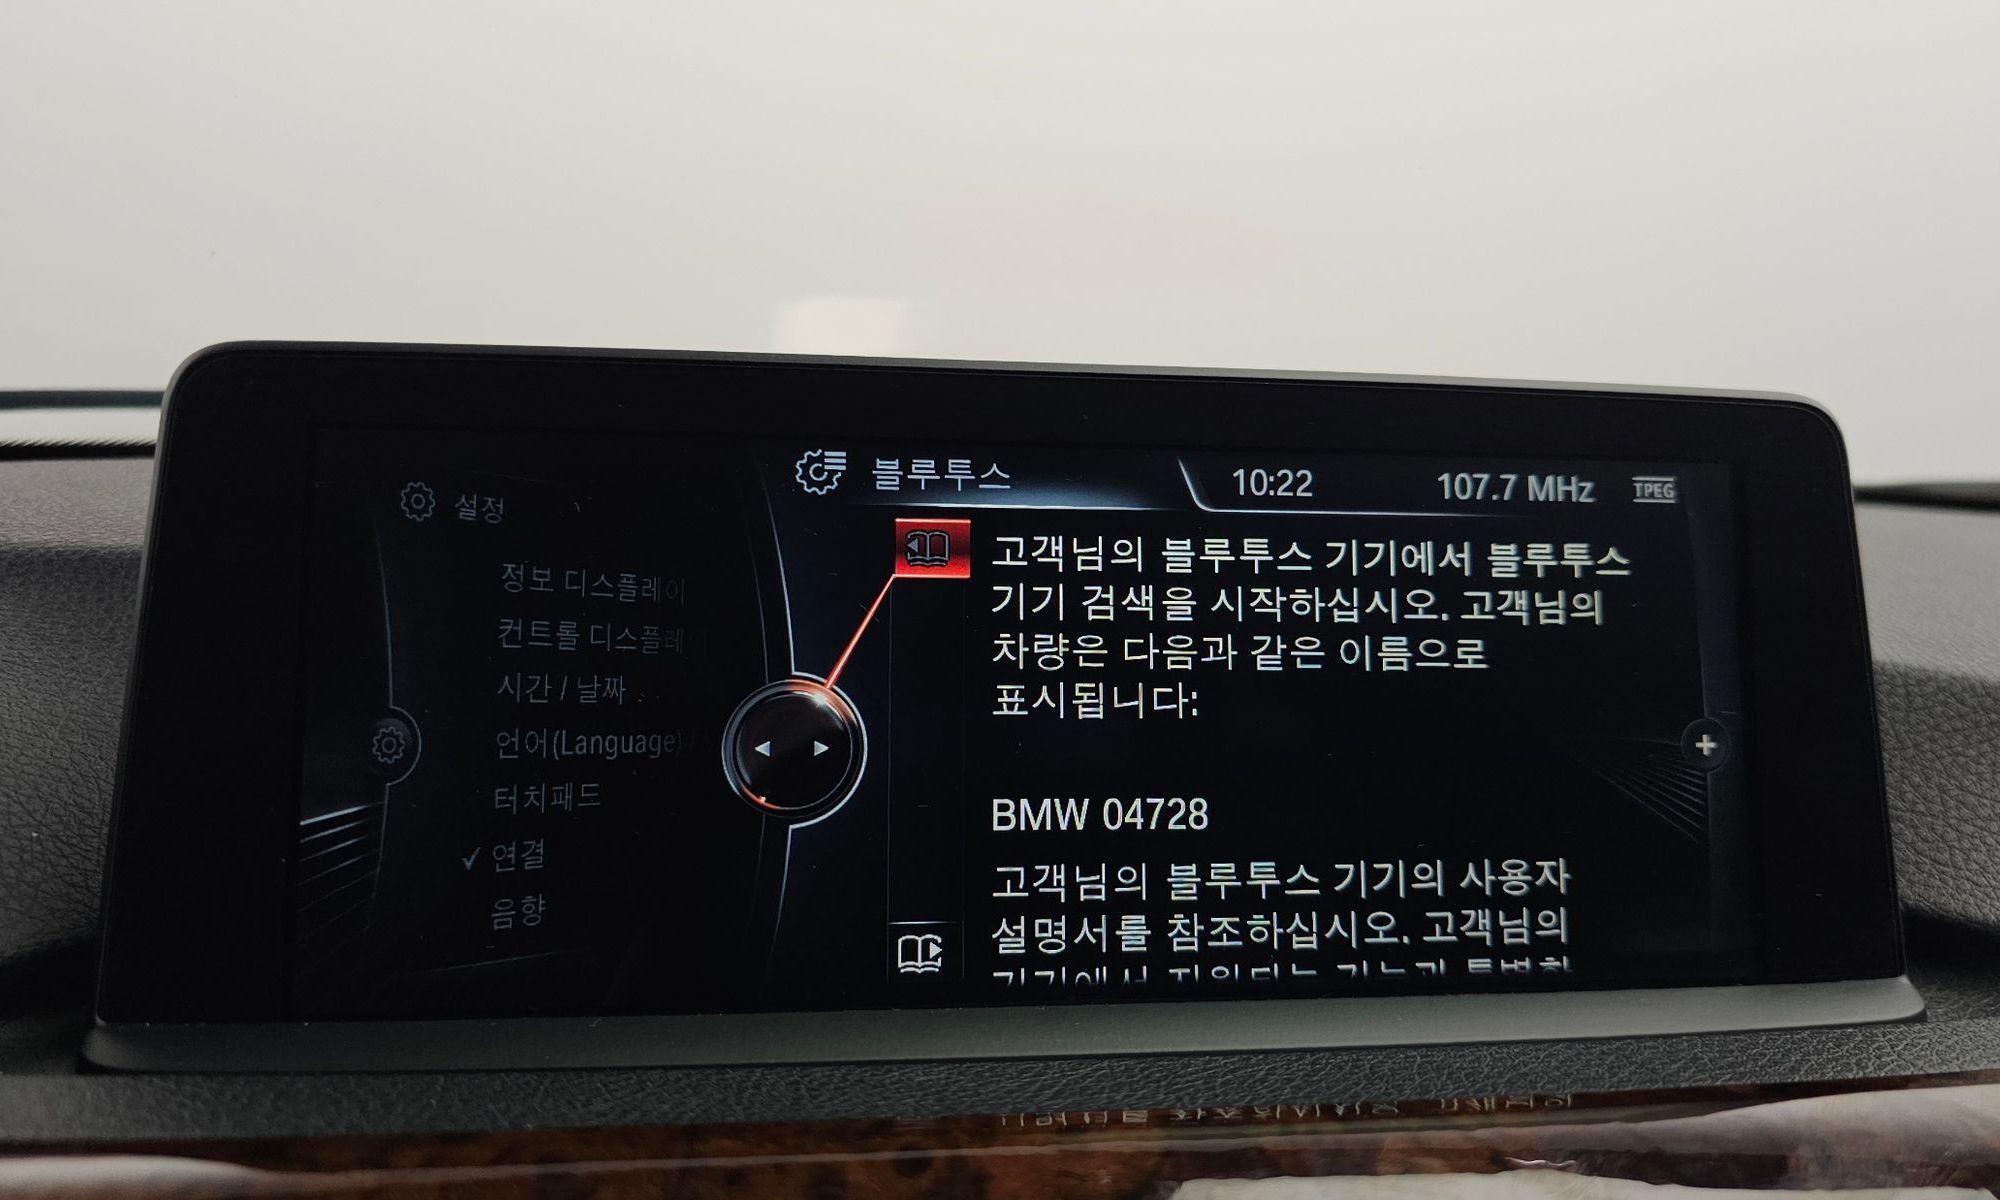 블루투스
10:22
107.7 MHz
TPEG
설정
정보 디스플레이
컨트롤 디스플레
시간 / 날짜
언어(Language) /
터치패드
✓ 연결
음향
고객님의 블루투스 기기에서 블루투스
기기 검색을 시작하십시오. 고객님의
차량은 다음과 같은 이름으로
표시됩니다:
BMW 04728
고객님의 블루투스 기기의 사용자
설명서를 참조하십시오. 고객님의